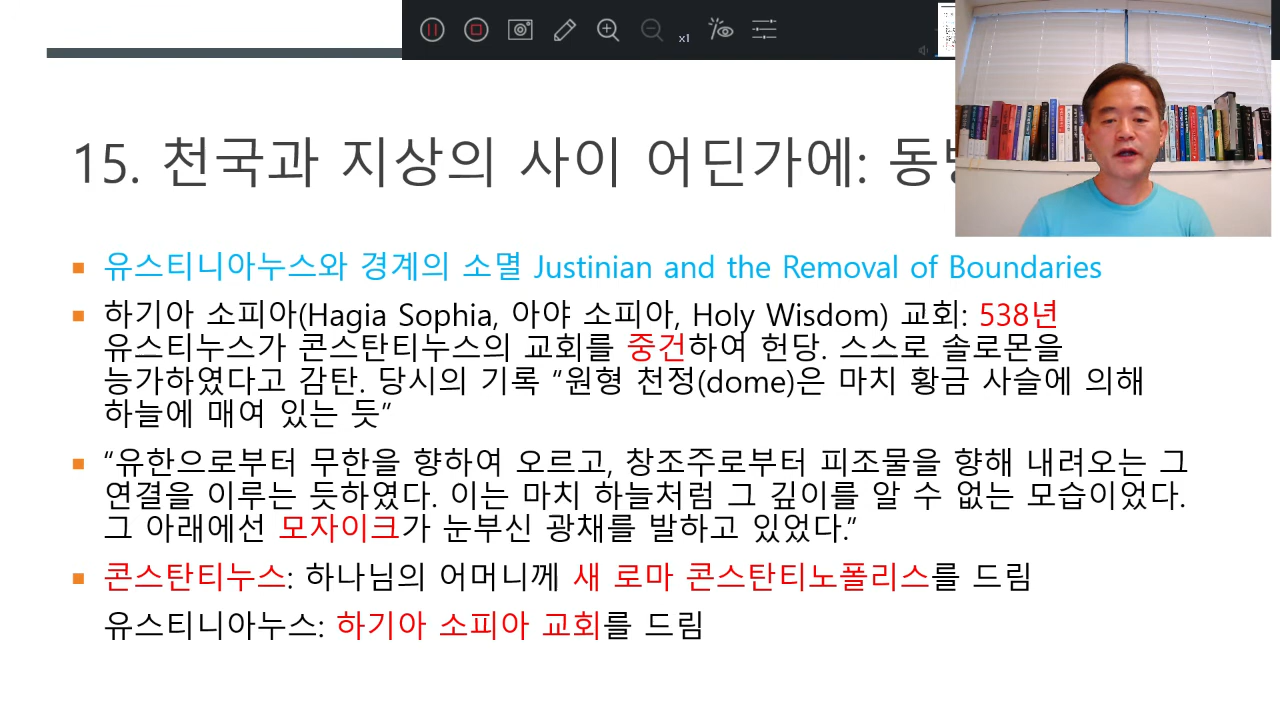 x1
15. 천국과 지상의 사이 어딘가에:
유스티니아누스와 경계의 소멸 Justinian and the Removal of Boundaries
하기아 소피아(Hagia Sophia, 아야 소피아, Holy Wisdom) 교회: 538년
유스티누스가 콘스탄티누스의 교회를 중건하여 헌당. 스스로 솔로몬을
능가하였다고 감탄. 당시의 기록 “원형 천정(dome)은 마치 황금 사슬에 의해
하늘에 매여 있는 듯”
“유한으로부터 무한을 향하여 오르고, 창조주로부터 피조물을 향해 내려오는 그
연결을 이루는 듯하였다. 이는 마치 하늘처럼 그 깊이를 알 수 없는 모습이었다.
그 아래에선 모자이크가 눈부신 광채를 발하고 있었다.”
콘스탄티누스: 하나님의 어머니께 새 로마 콘스탄티노폴리스를 드림
유스티니아누스: 하기아 소피아 교회를 드림